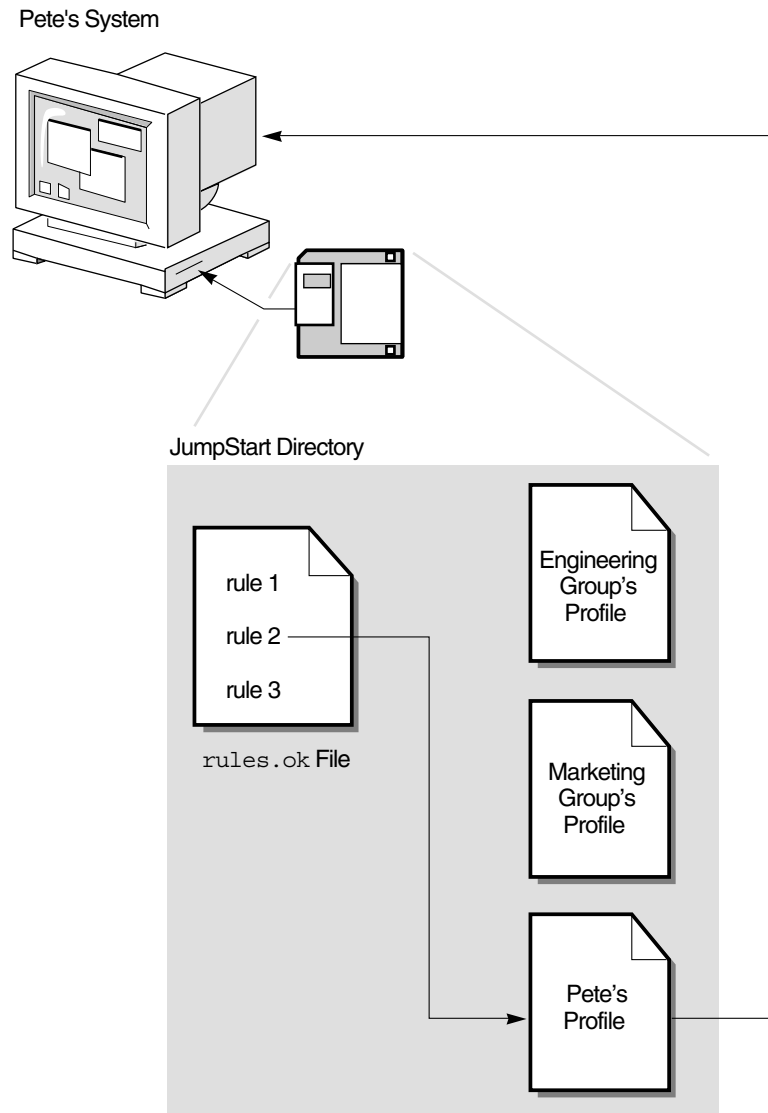 Pete's System
JumpStart Directory
rule 1
rule 2
rule 3
rules.ok File
Engineering
Group's
Profile
Marketing
Group's
Profile
Pete's
Profile